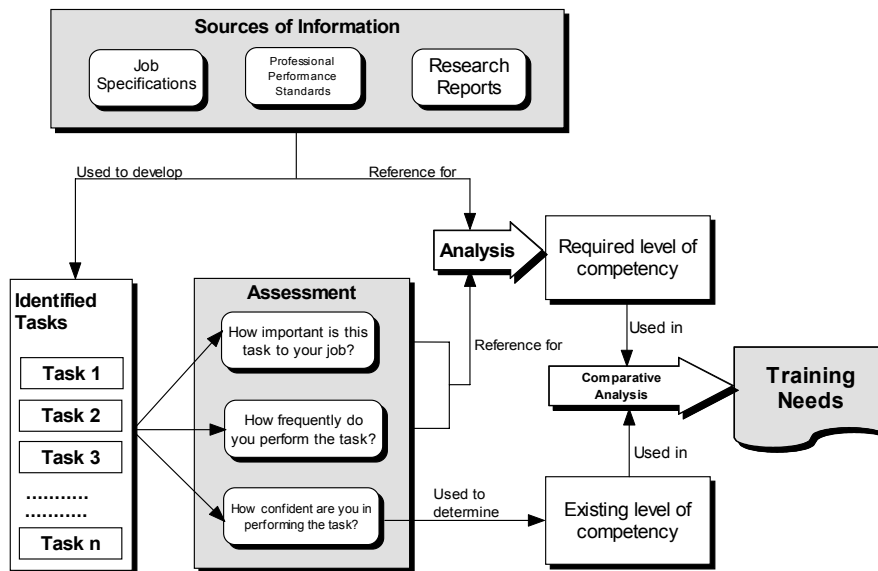 Sources of Information
Job
Specifications
Professional
Performance
Standards
Research
Reports
Used to develop
Reference for
Analysis
Required level of
competency
Identified
Tasks
Task 1
Task 2
Task 3
...........
...........
Task n
Assessment
How important is this
task to your job?
How frequently do
you perform the task?
How confident are you in
performing the task?
Reference for
Used in
Comparative
Analysis
Training
Needs
Used in
Used to
determine
Existing level of
competency